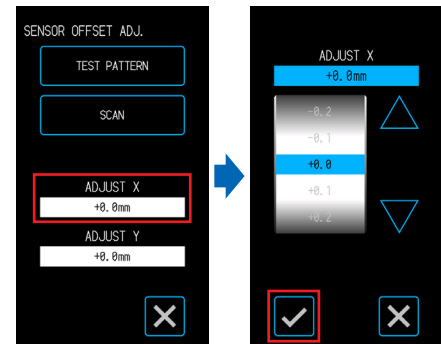 SENSOR OFFSET ADJ.
TEST PATTERN
SCAN
ADJUST X
+0.0mm
ADJUST Y
+0.0mm
ADJUST X
+0.0mm
-0.2
-0.1
+0.0
+0.1
+0.2